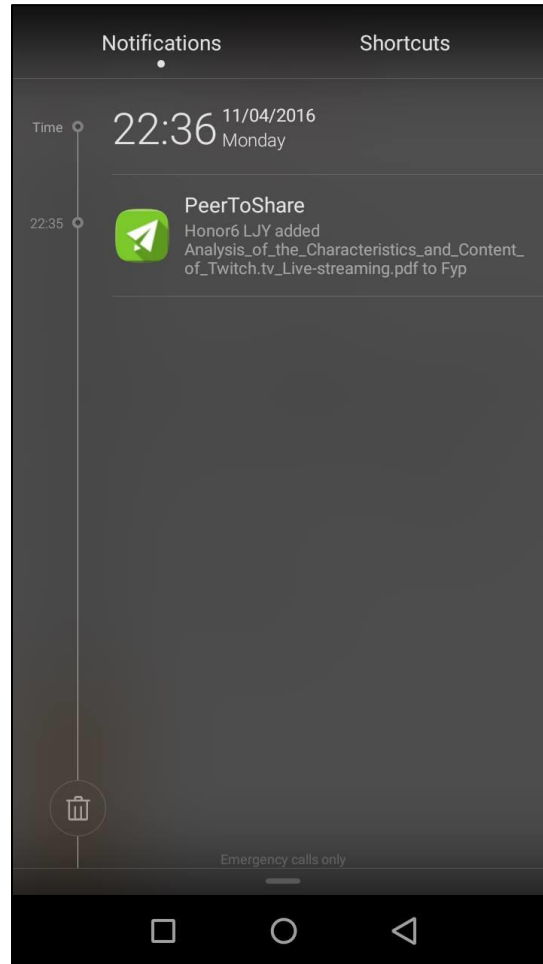 Notifications Shortcuts
Time 22:36 11/04/2016
Monday
PeerToShare
22:35 Honor6 LJY added
Analysis_of_the_Characteristics_and_Content_
of_Twitch.tv_Live-streaming.pdf to Fyp
Emergency calls only